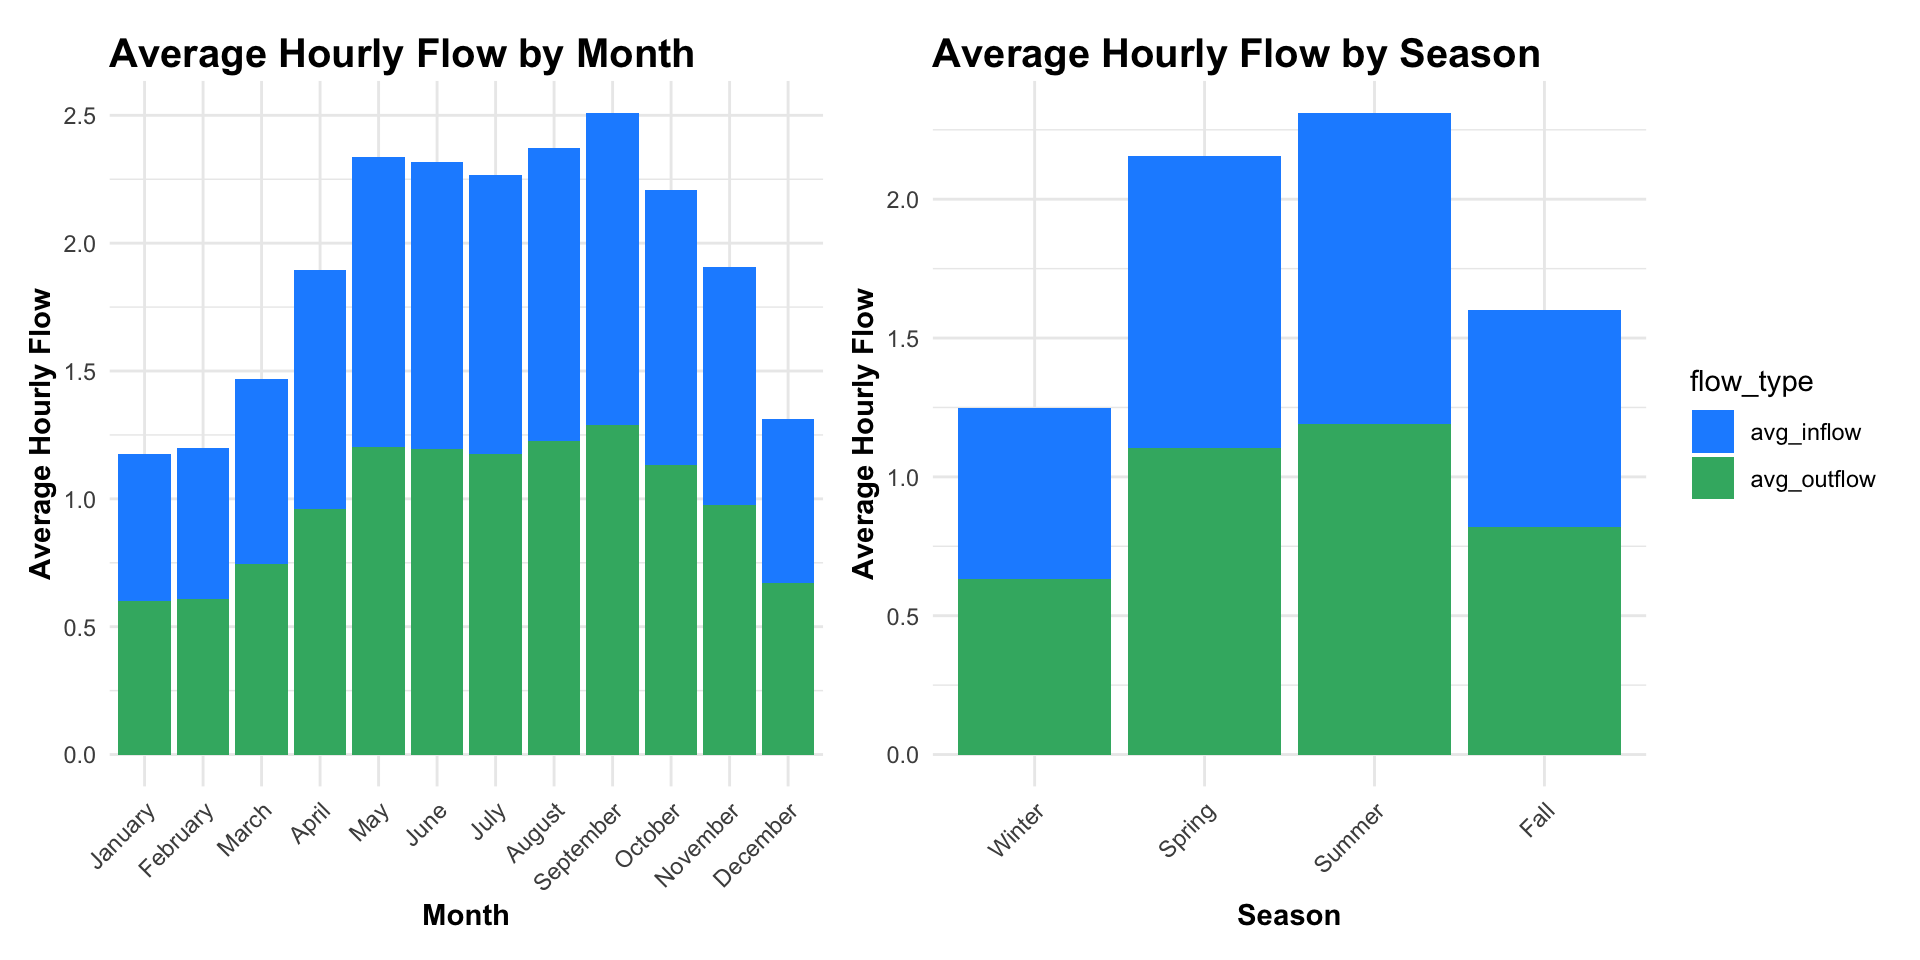 Average Hourly Flow by Month
Average Hourly Flow
2.5
2.0
1.5
1.0
0.5
0.0
January
February
March
April
May
June
July
August
September
October
November
December
Month
Average Hourly Flow by Season
Average Hourly Flow
2.0
1.5
1.0
0.5
0.0
Winter
Spring
Summer
Fall
Season
flow_type
avg_inflow
avg_outflow